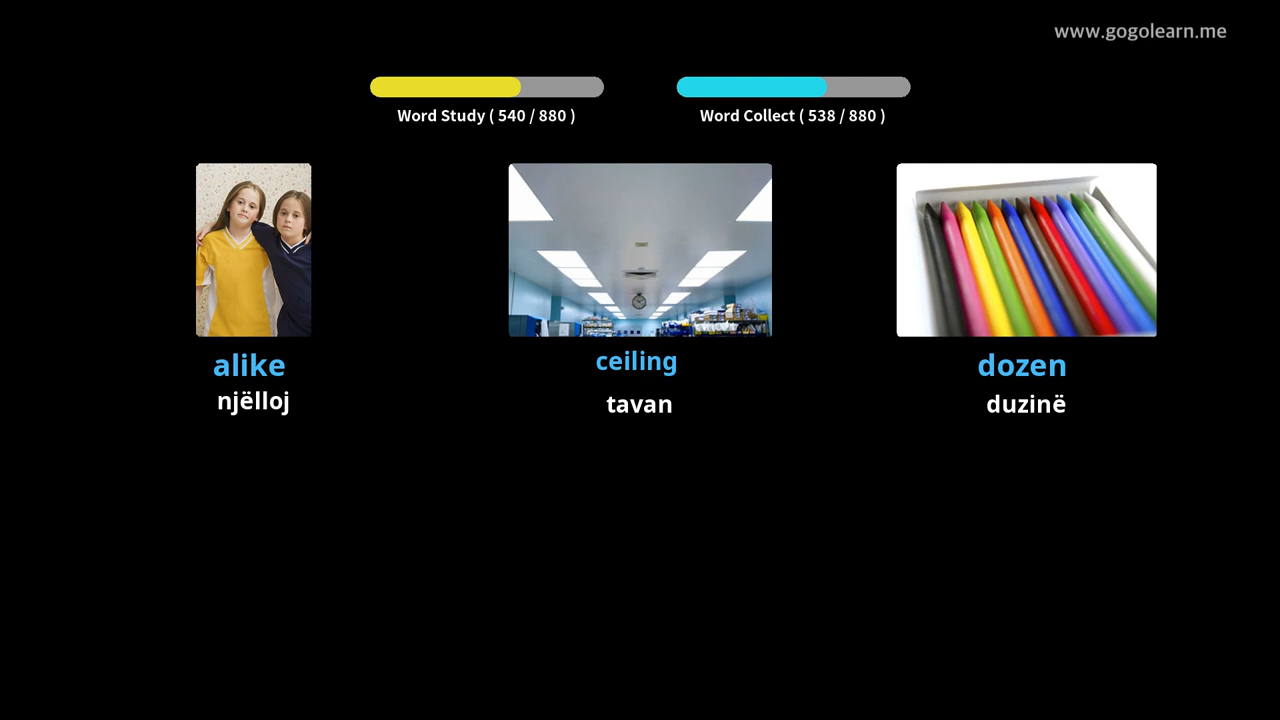 www.gogolearn.me
Word Study ( 540 / 880 )
Word Collect ( 538 / 880 )
alike
njëlloj
ceiling
tavan
dozen
duzinë